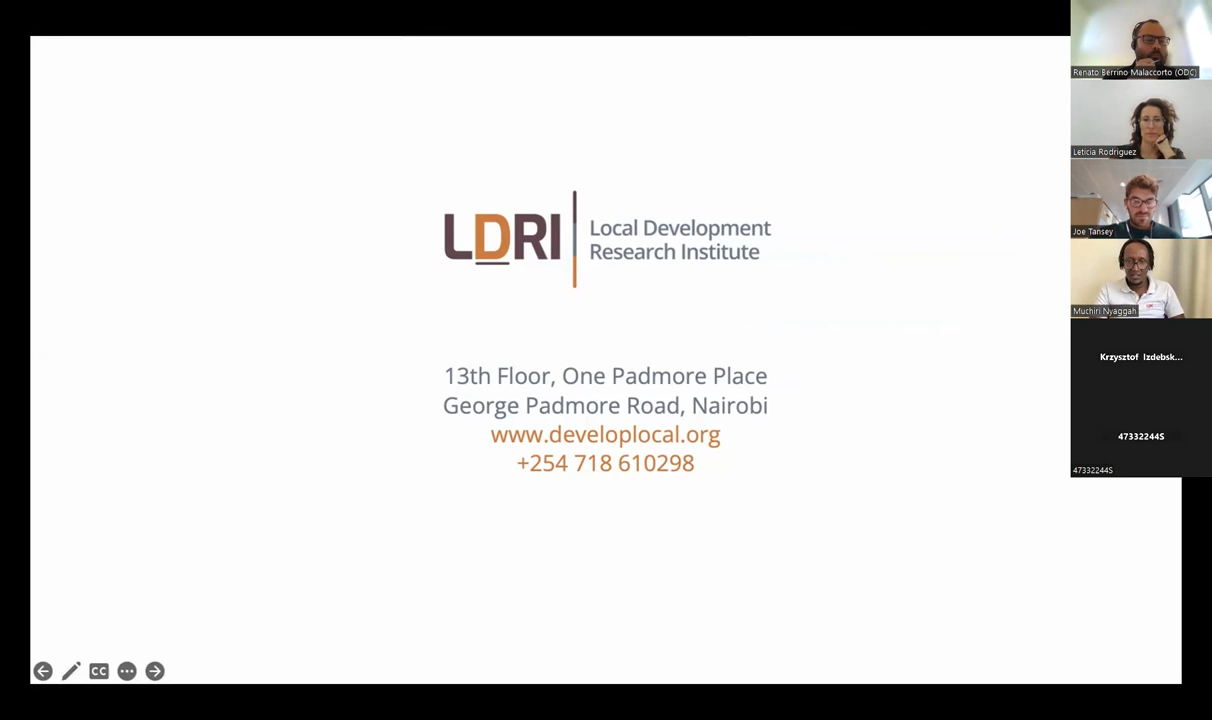 LDRI
Local Development
Research Institute
13th Floor, One Padmore Place
George Padmore Road, Nairobi
www.developlocal.org
+254 718 610298
CC
Renato Berrino Malaccorto (ODC)
Leticia Rodriguez
Joe Tansey
Muchiri Nyaggah
Krzysztof Izdebsk...
47332244S
47332244S